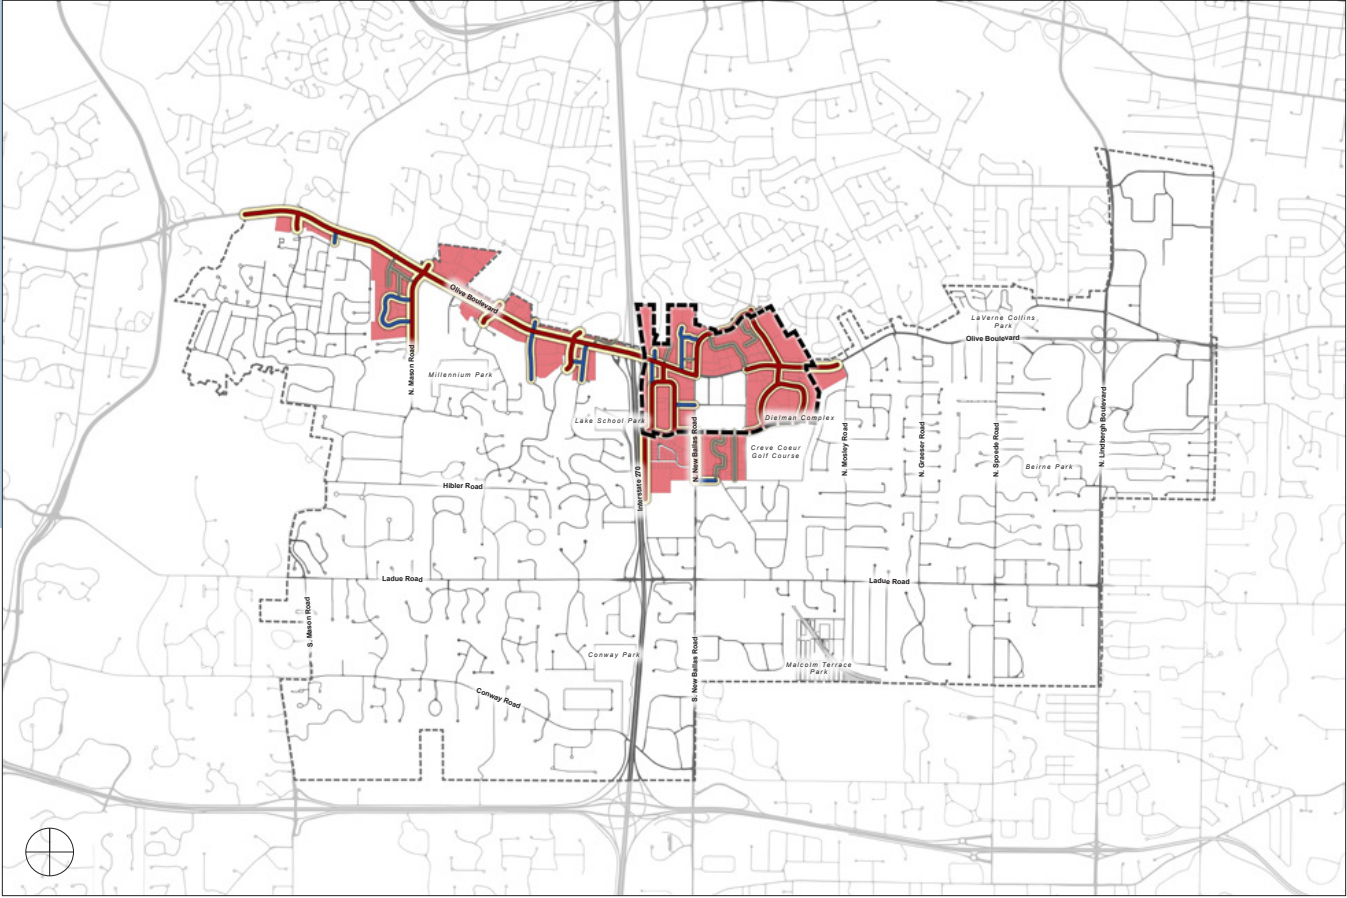 Olive Boulevard
LaVerne Collins
Park
Olive Boulevard
N. Mason Road
Millennium Park
Lake School Park
Dielman Complex
N. New Ballas Road
Creve Coeur
Golf Course
N. Mosley Road
N. Graeser Road
N. Spoede Road
N. Lindbergh Boulevard
Beirne Park
Interstate 270
Hibler Road
Ladue Road
Ladue Road
S. Mason Road
Conway Park
S. New Ballas Road
Malcolm Terrace
Park
Conway Road